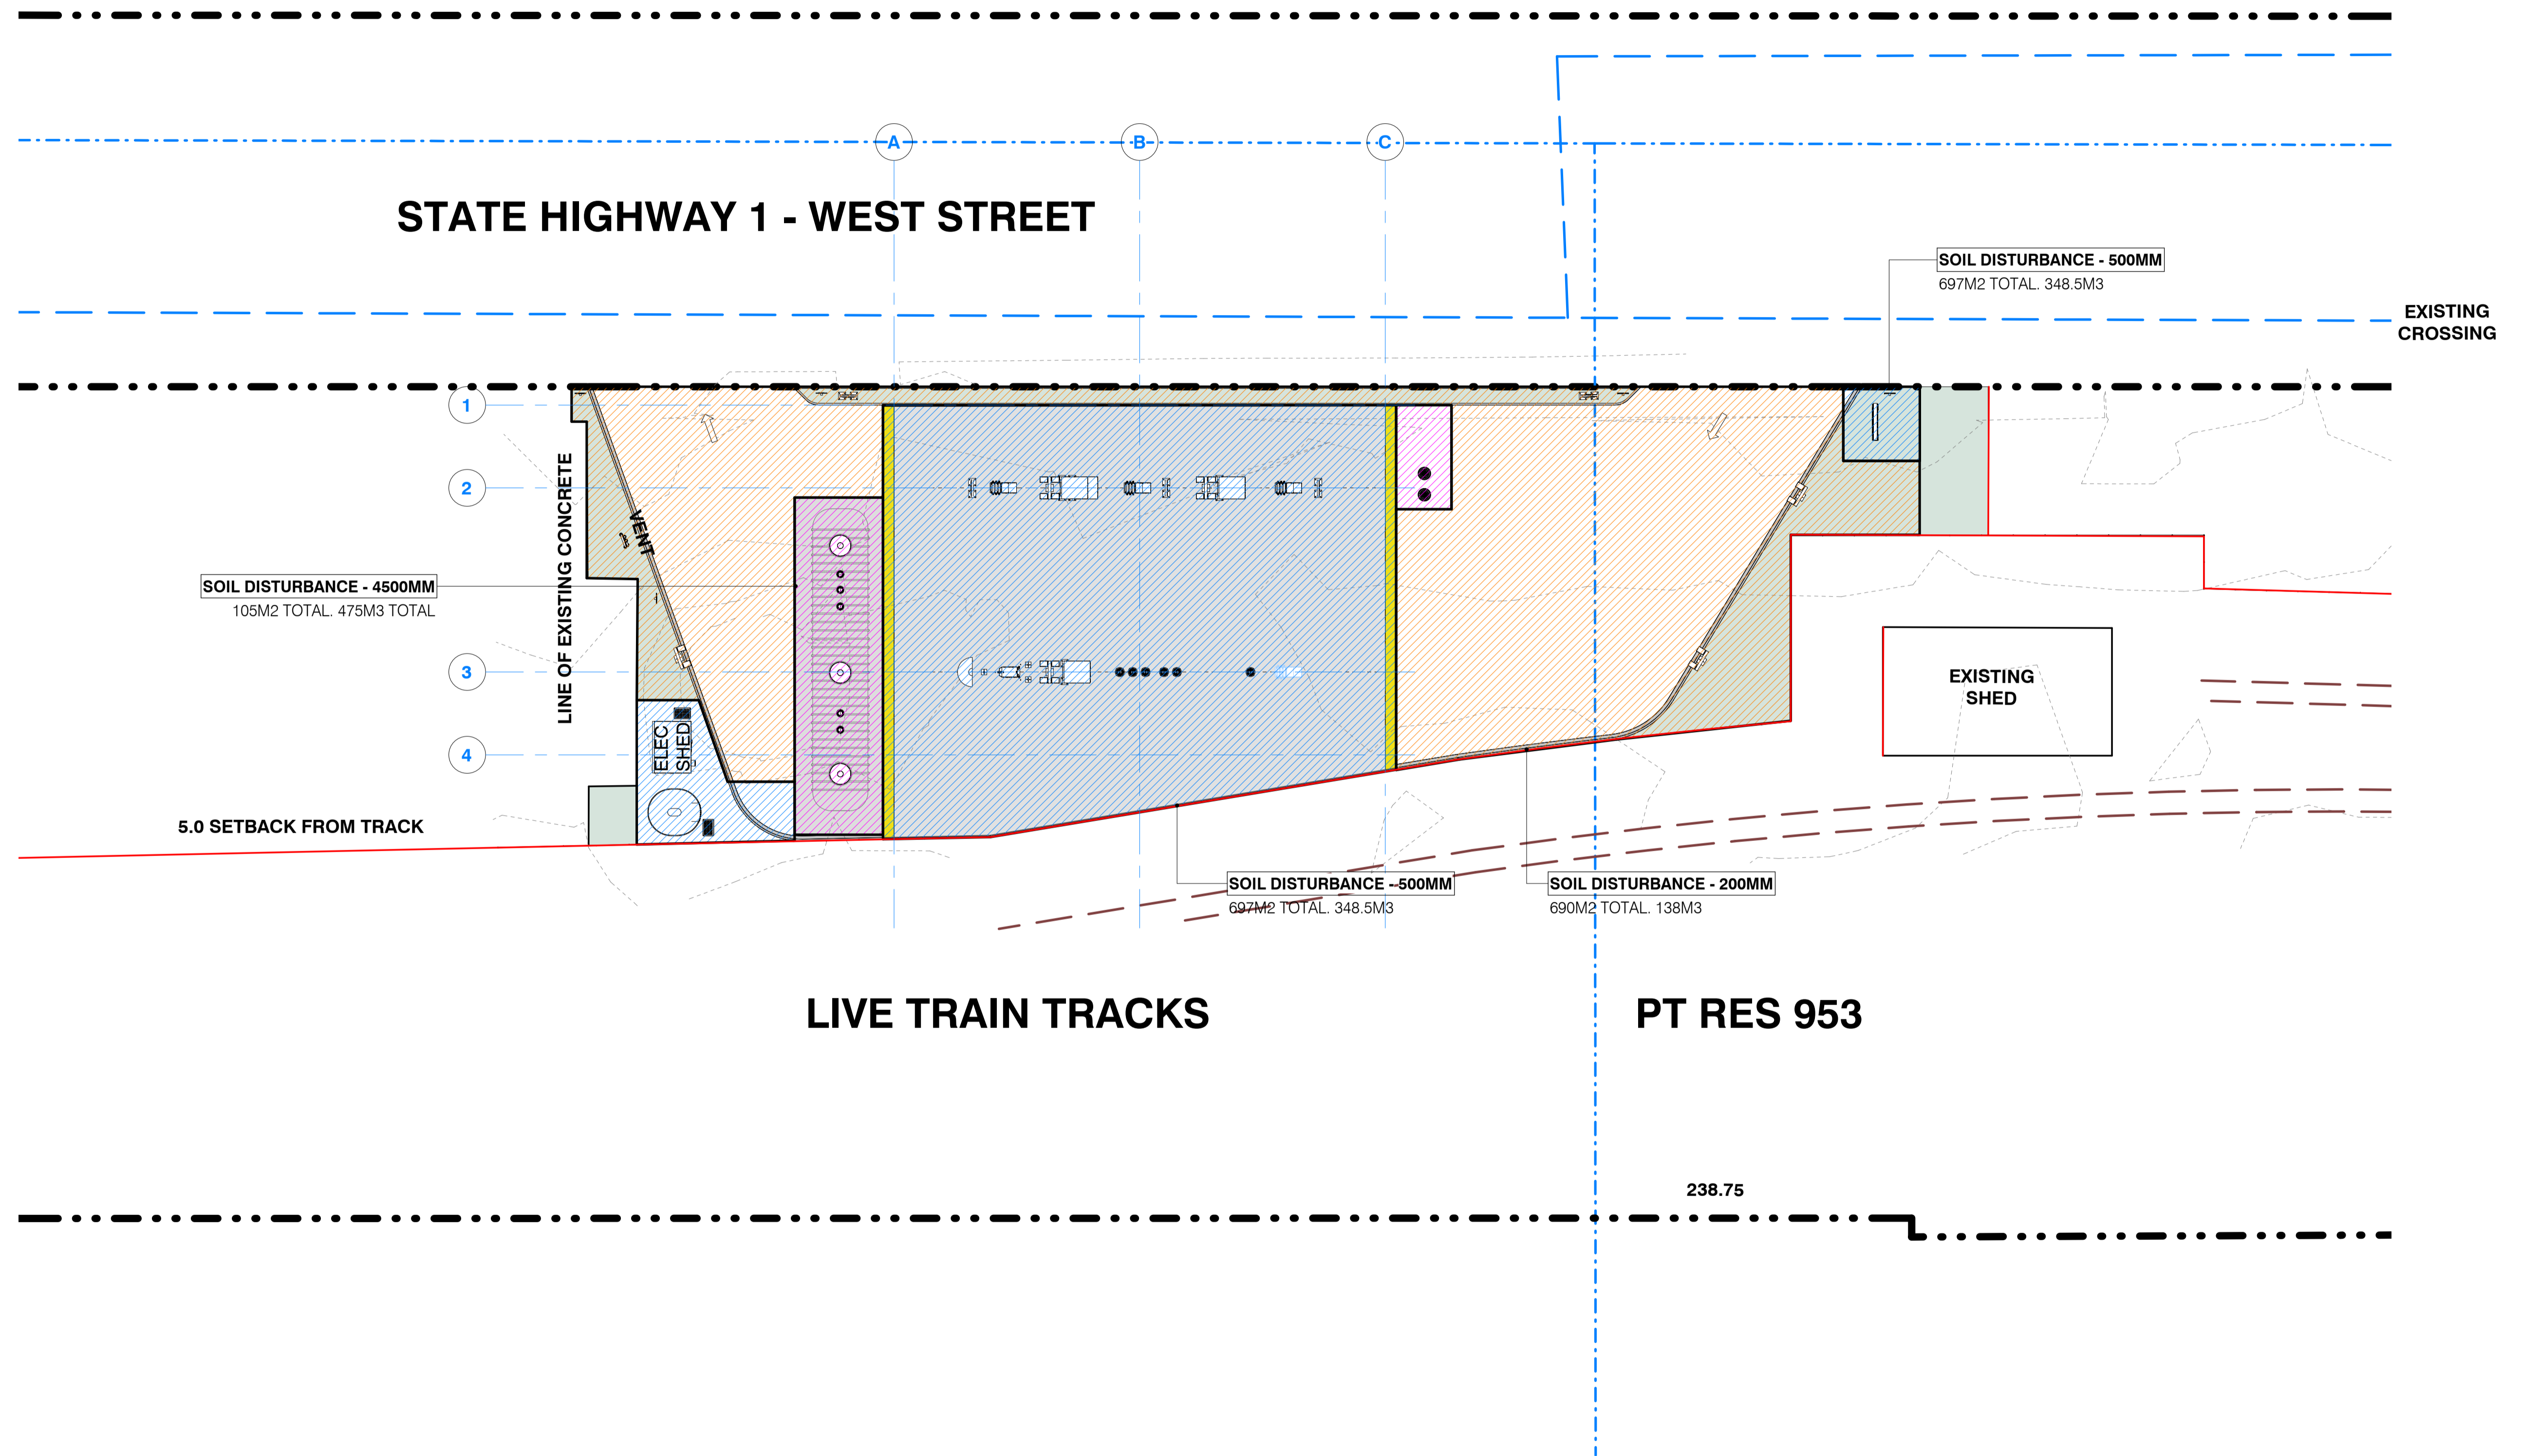 A
B
C
STATE HIGHWAY 1 - WEST STREET
SOIL DISTURBANCE - 500MM
697M2 TOTAL. 348.5M3
EXISTING
CROSSING
1
2
LINE OF EXISTING CONCRETE
VENT
SOIL DISTURBANCE - 4500MM
105M2 TOTAL. 475M3 TOTAL
3
EXISTING
SHED
ELEC
SHED
4
5.0 SETBACK FROM TRACK
SOIL DISTURBANCE - 500MM
697M2 TOTAL. 348.5M3
SOIL DISTURBANCE - 200MM
690M2 TOTAL. 138M3
LIVE TRAIN TRACKS
PT RES 953
238.75